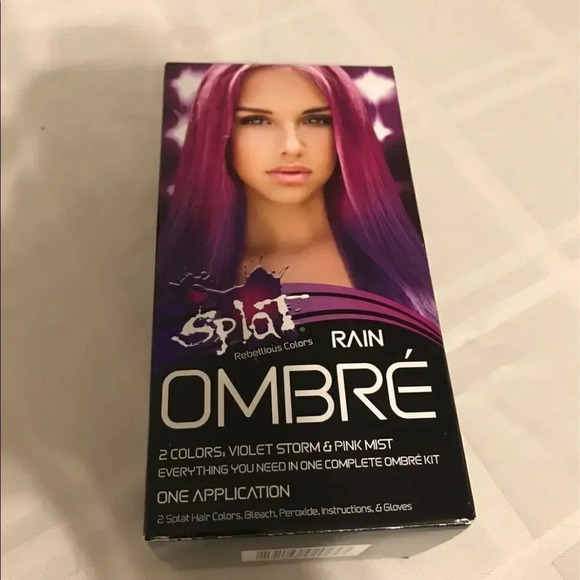 Splat
Rebellious Colors
RAIN
OMBRÉ
2 COLORS, VIOLET STORM & PINK MIST
EVERYTHING YOU NEED IN ONE COMPLETE OMBRÉ KIT
ONE APPLICATION
2 Splat Hair Colors, Bleach, Peroxide, Instructions, & Gloves